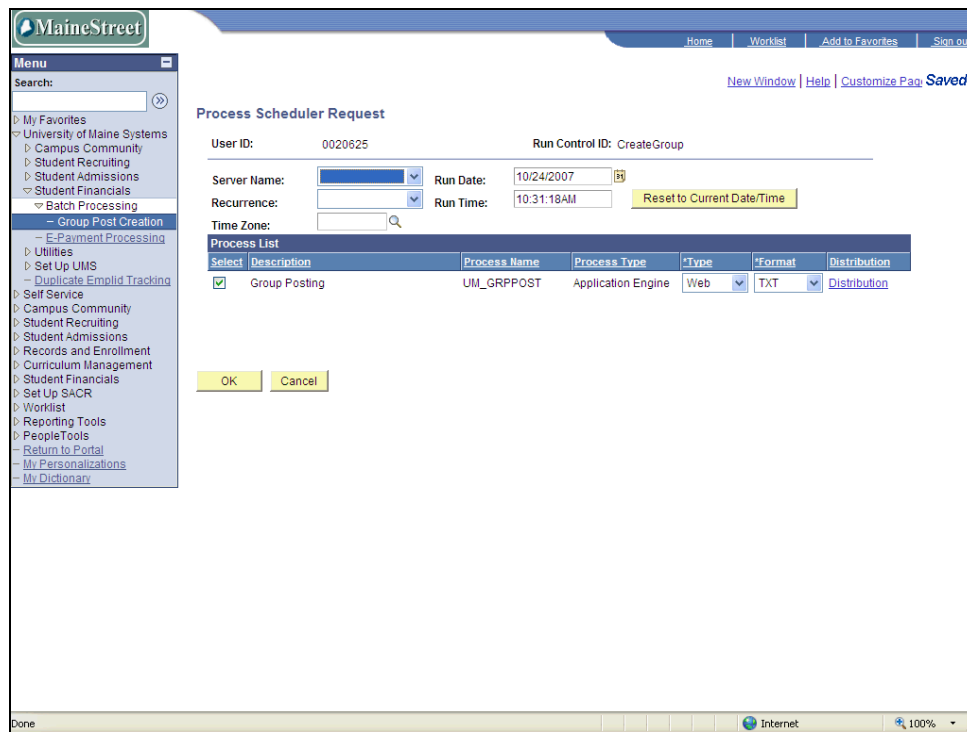 MaineStreet
Home Worklist Add to Favorites Sign ou
Menu
Search:
My Favorites
University of Maine Systems
Campus Community
Student Recruiting
Student Admissions
Student Financials
Batch Processing
Group Post Creation
E-Payment Processing
Utilities
Set Up UMS
Duplicate Emplid Tracking
Self Service
Campus Community
Student Recruiting
Student Admissions
Records and Enrollment
Curriculum Management
Student Financials
Set Up SACR
Worklist
Reporting Tools
PeopleTools
Return to Portal
My Personalizations
My Dictionary
New Window | Help | Customize Pag Saved
Process Scheduler Request
User ID: 0020625 Run Control ID: CreateGroup
Server Name: Run Date: 10/24/2007
Recurrence: Run Time: 10:31:18AM Reset to Current Date/Time
Time Zone:
Process List
Select Description Process Name Process Type *Type *Format Distribution
Group Posting UM_GRPPOST Application Engine Web TXT Distribution
OK Cancel
Done Internet 100%